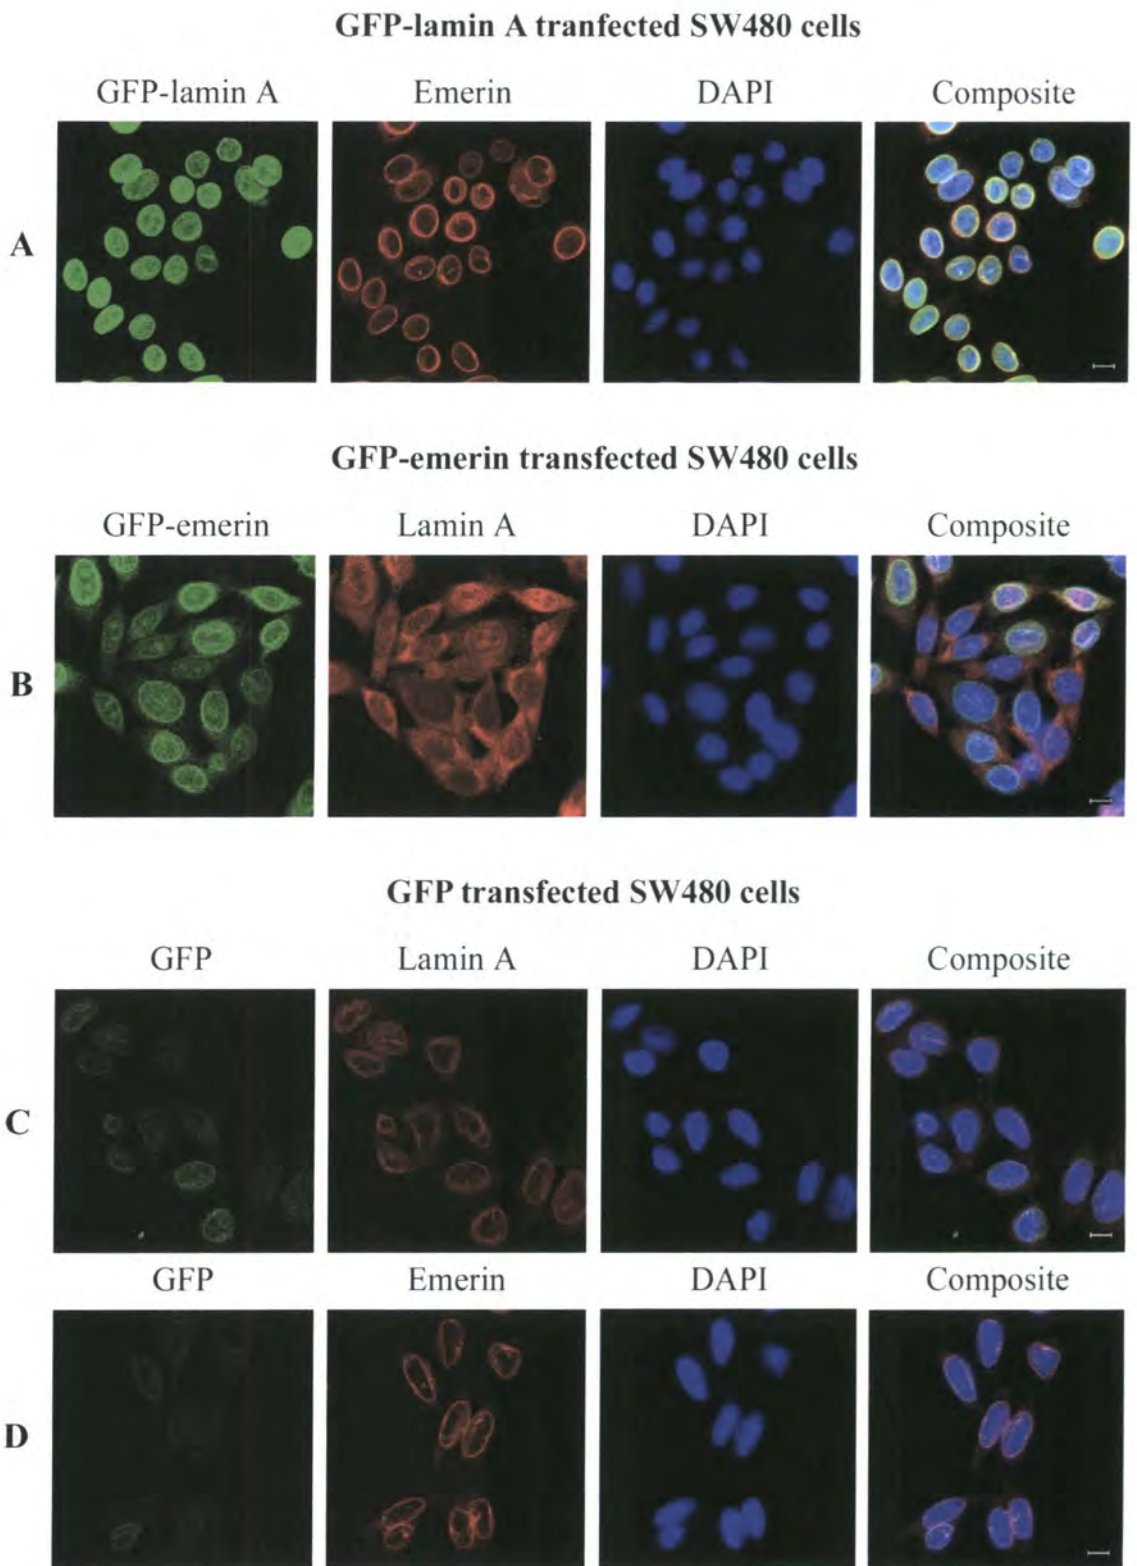 GFP-lamin A tranfected SW480 cells
GFP-lamin A Emerin DAPI Composite
A
GFP-emerin transfected SW480 cells
GFP-emerin Lamin A DAPI Composite
B
GFP transfected SW480 cells
GFP Lamin A DAPI Composite
C
GFP Emerin DAPI Composite
D